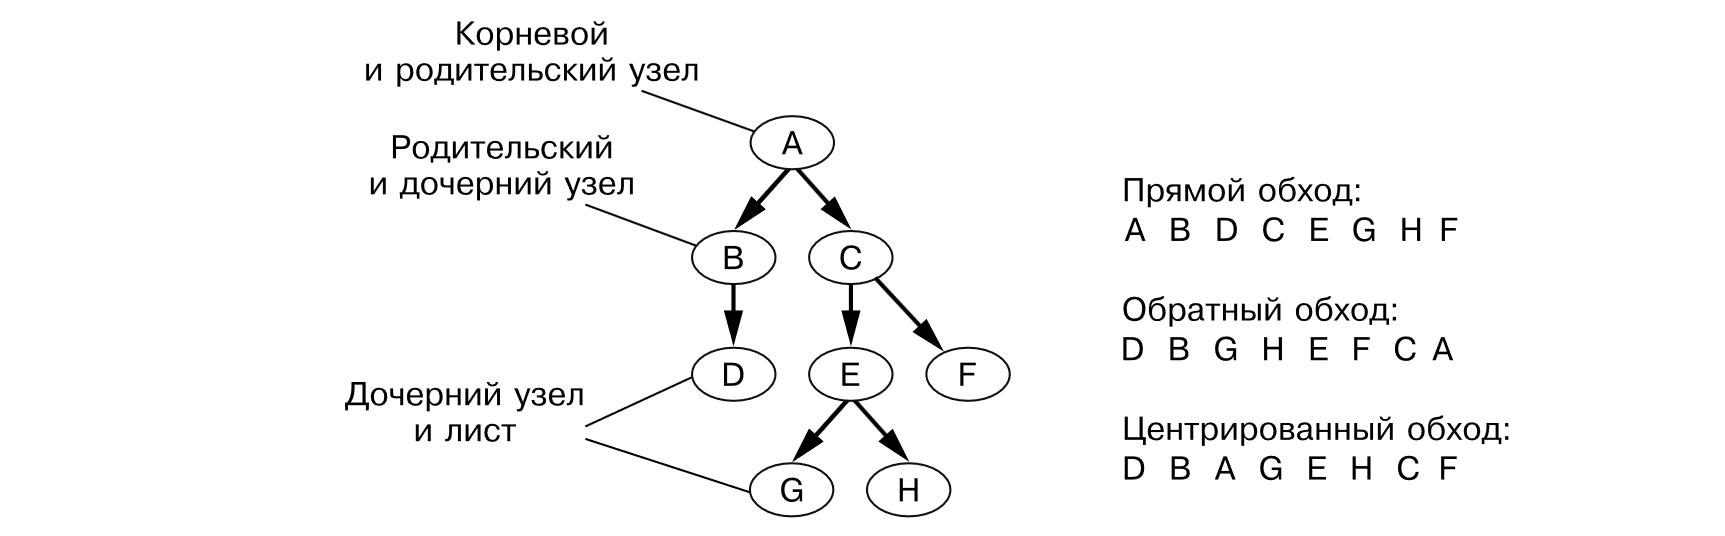 Корневой
и родительский узел
A
Родительский
и дочерний узел
B
C
D
E
F
Дочерний узел
и лист
G
H
Прямой обход:
A B D C E G H F
Обратный обход:
D B G H E F C A
Центрированный обход:
D B A G E H C F